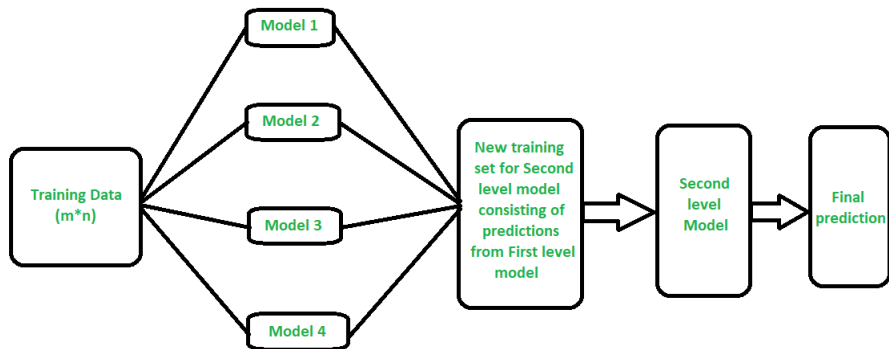 Training Data
(m*n)
Model 1
Model 2
Model 3
Model 4
New training
set for Second
level model
consisting of
predictions
from First level
model
Second
level
Model
Final
prediction